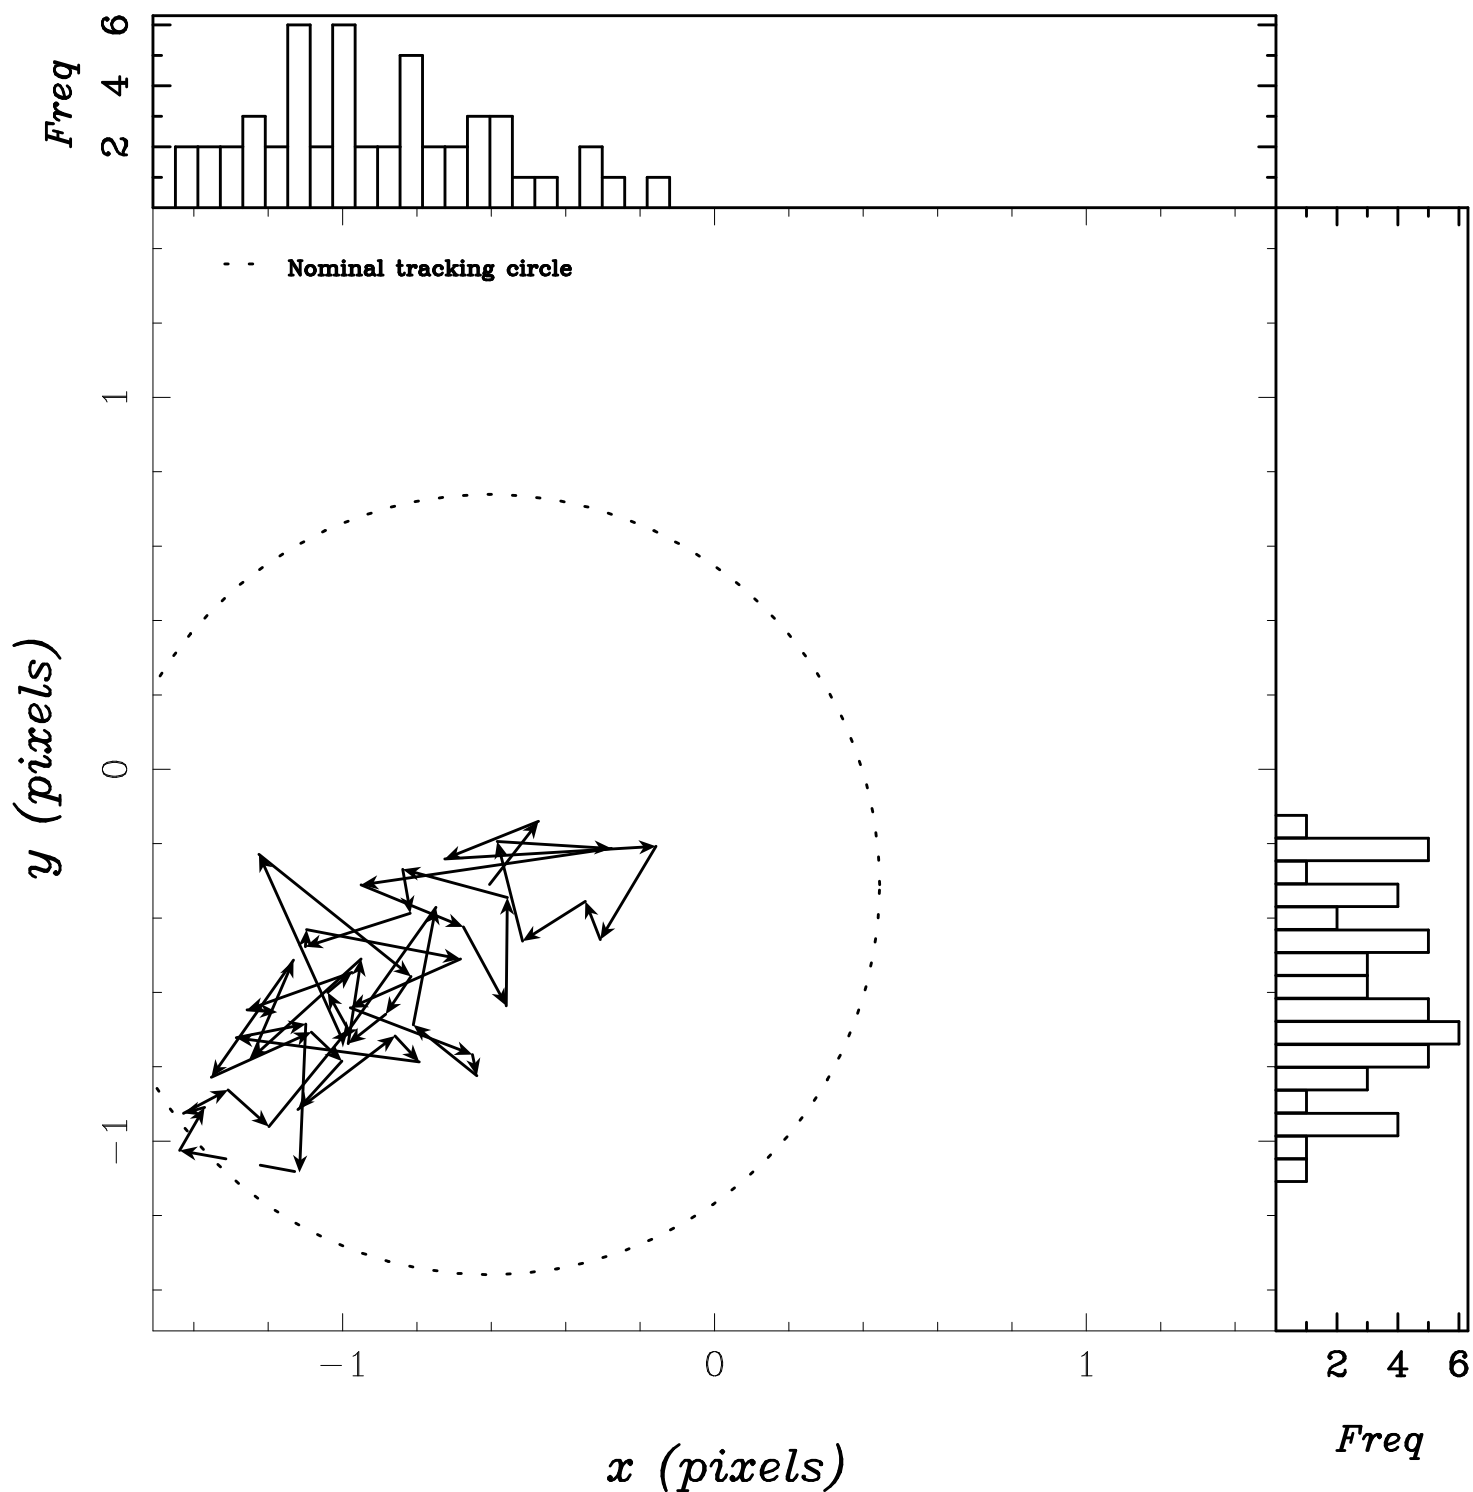 Freq
6
4
2
Nominal tracking circle
1
0
−1
y (pixels)
−1 0 1
2 4 6
Freq
x (pixels)